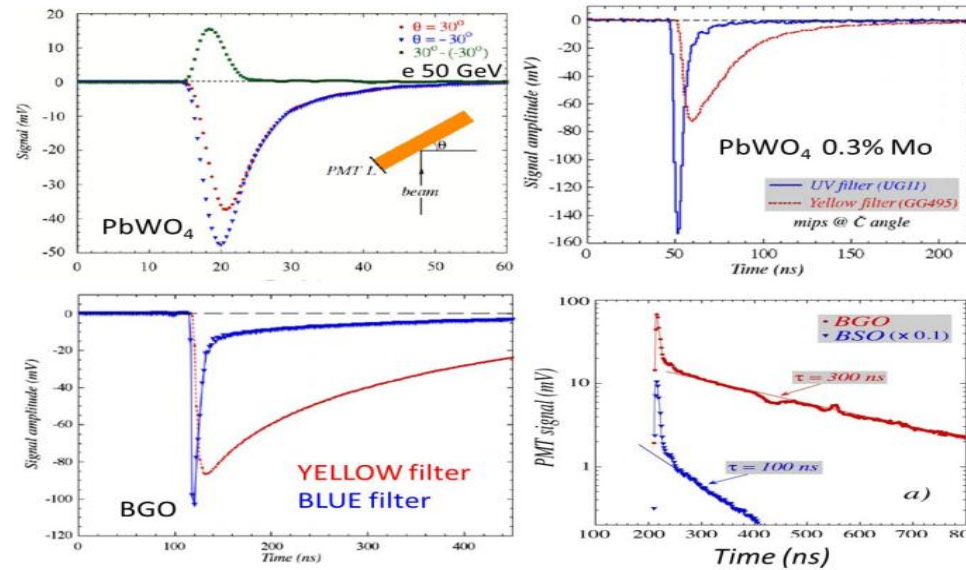 20
10
0
-10
-20
-30
-40
-50
Signal (mV)
θ = 30°
θ = -30°
30° - (-30°)
e 50 GeV
θ
PMT L
beam
PbWO4
0 10 20 30 40 50 60
0
-20
-40
-60
-80
-100
-120
-140
-160
Signal amplitude (mV)
PbWO4 0.3% Mo
UV filter (UG11)
Yellow filter (GG495)
mips @ Č angle
0 50 100 150 200
Time (ns)
0
-20
-40
-60
-80
-100
-120
Signal amplitude (mV)
YELLOW filter
BLUE filter
BGO
0 100 200 300 400
Time (ns)
100
10
1
PMT signal (mV)
BGO
BSO (× 0.1)
τ = 300 ns
τ = 100 ns
a)
100 200 300 400 500 600 700 800
Time (ns)